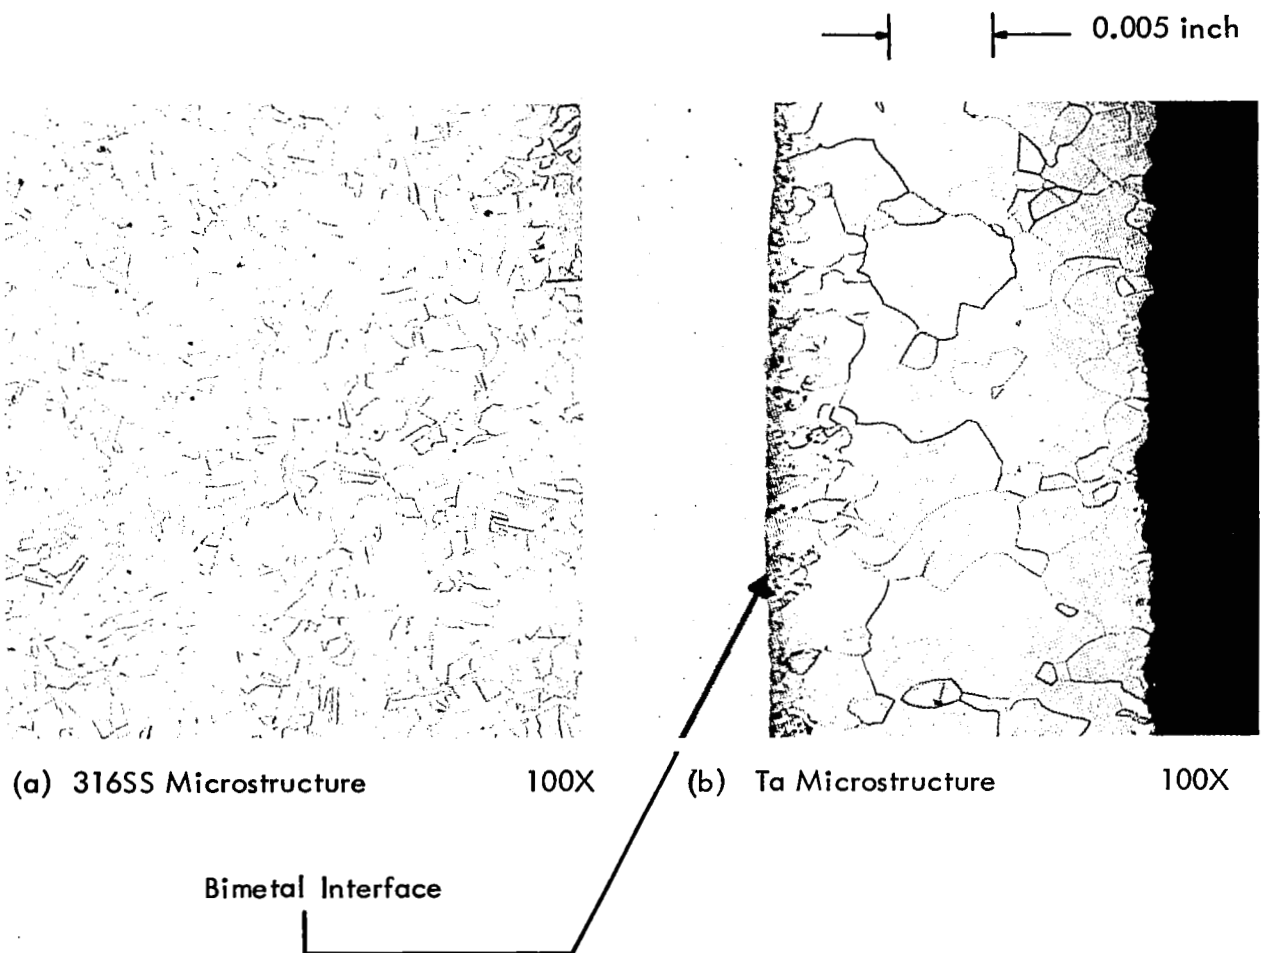 0.005 inch
(a) 316SS Microstructure 100X
(b) Ta Microstructure 100X
Bimetal Interface